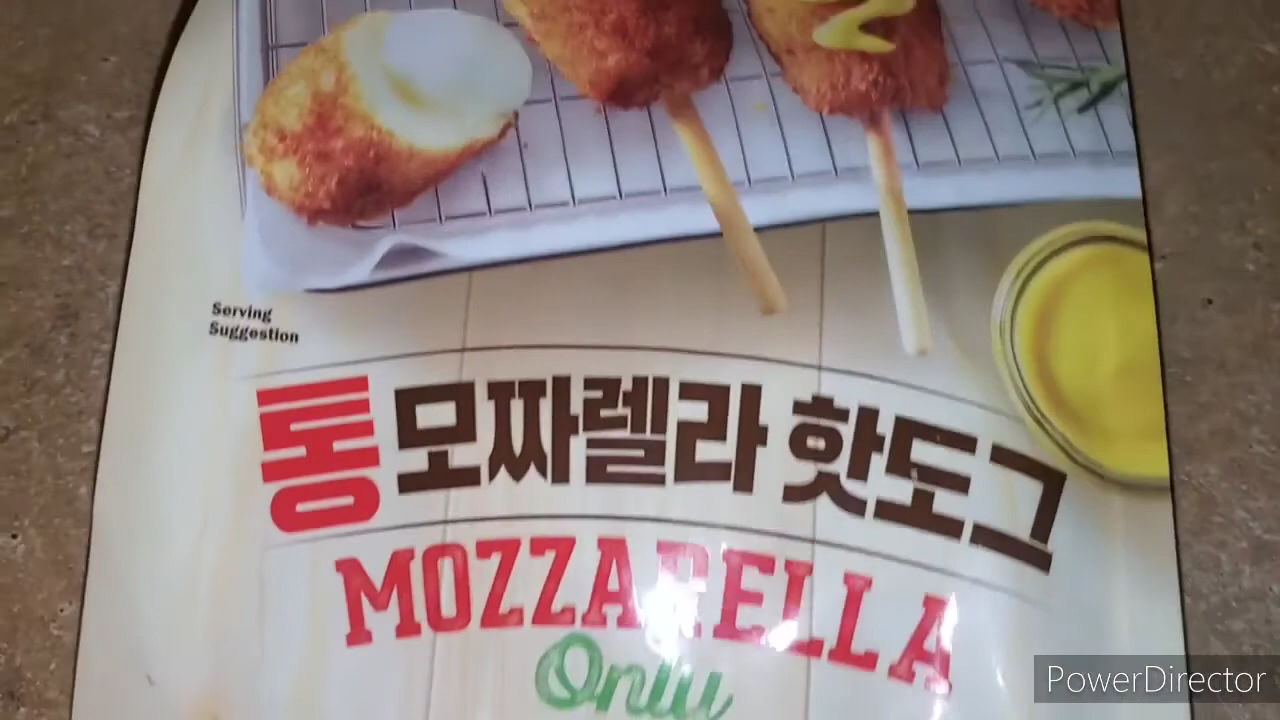 Serving
Suggestion
통 모짜렐라 핫도그
MOZZARELLA
Only
PowerDirector